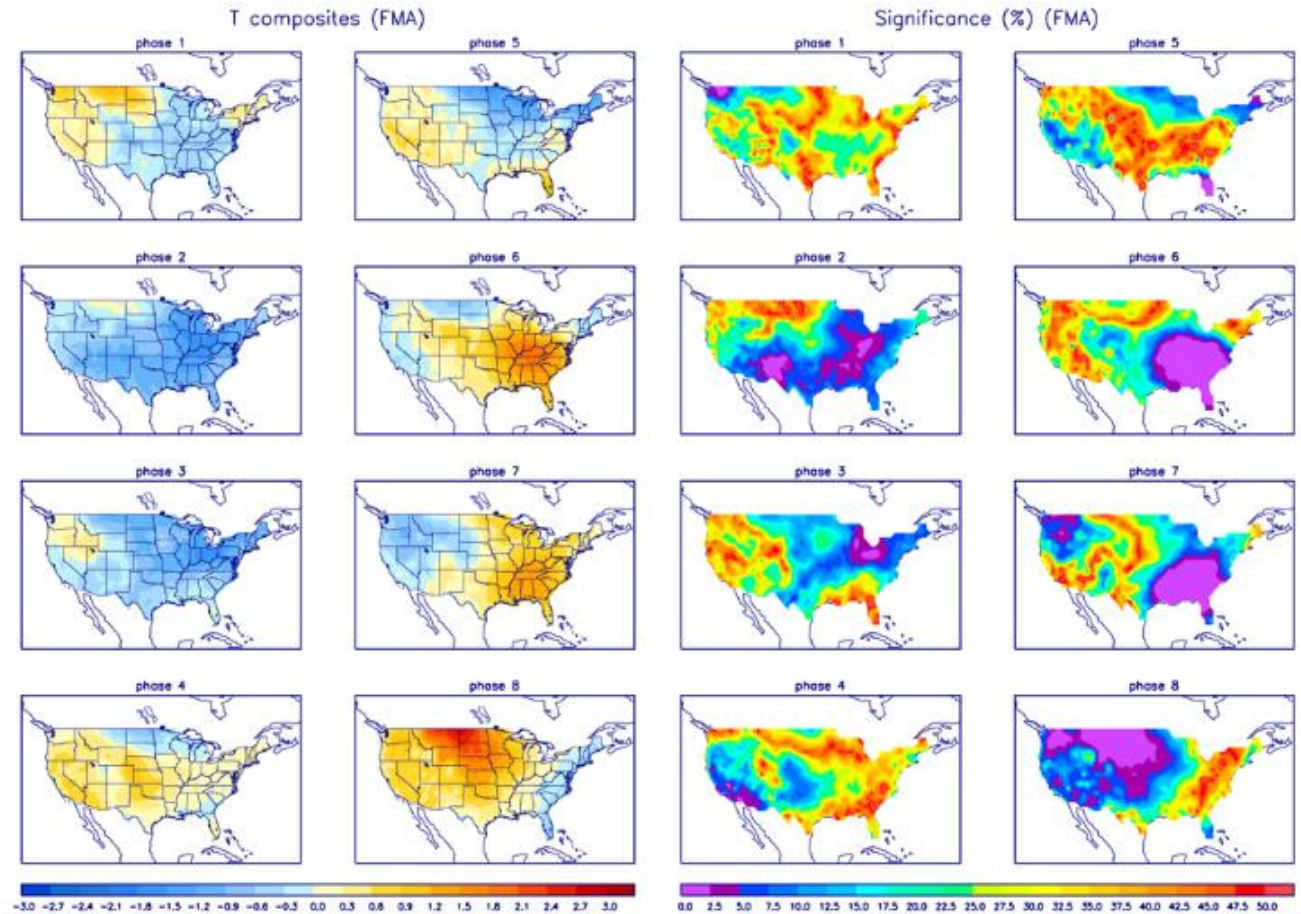 T composites (FMA) Significance (%) (FMA)
phase 1 phase 5 phase 1 phase 5
phase 2 phase 6 phase 2 phase 6
phase 3 phase 7 phase 3 phase 7
phase 4 phase 8 phase 4 phase 8
-3.0 -2.7 -2.4 -2.1 -1.8 -1.5 -1.2 -0.9 -0.6 -0.3 0.0 0.3 0.6 0.9 1.2 1.5 1.8 2.1 2.4 2.7 3.0 0.0 2.5 5.0 7.5 10.0 12.5 15.0 17.5 20.0 22.5 25.0 27.5 30.0 32.5 35.0 37.5 40.0 42.5 45.0 47.5 50.0